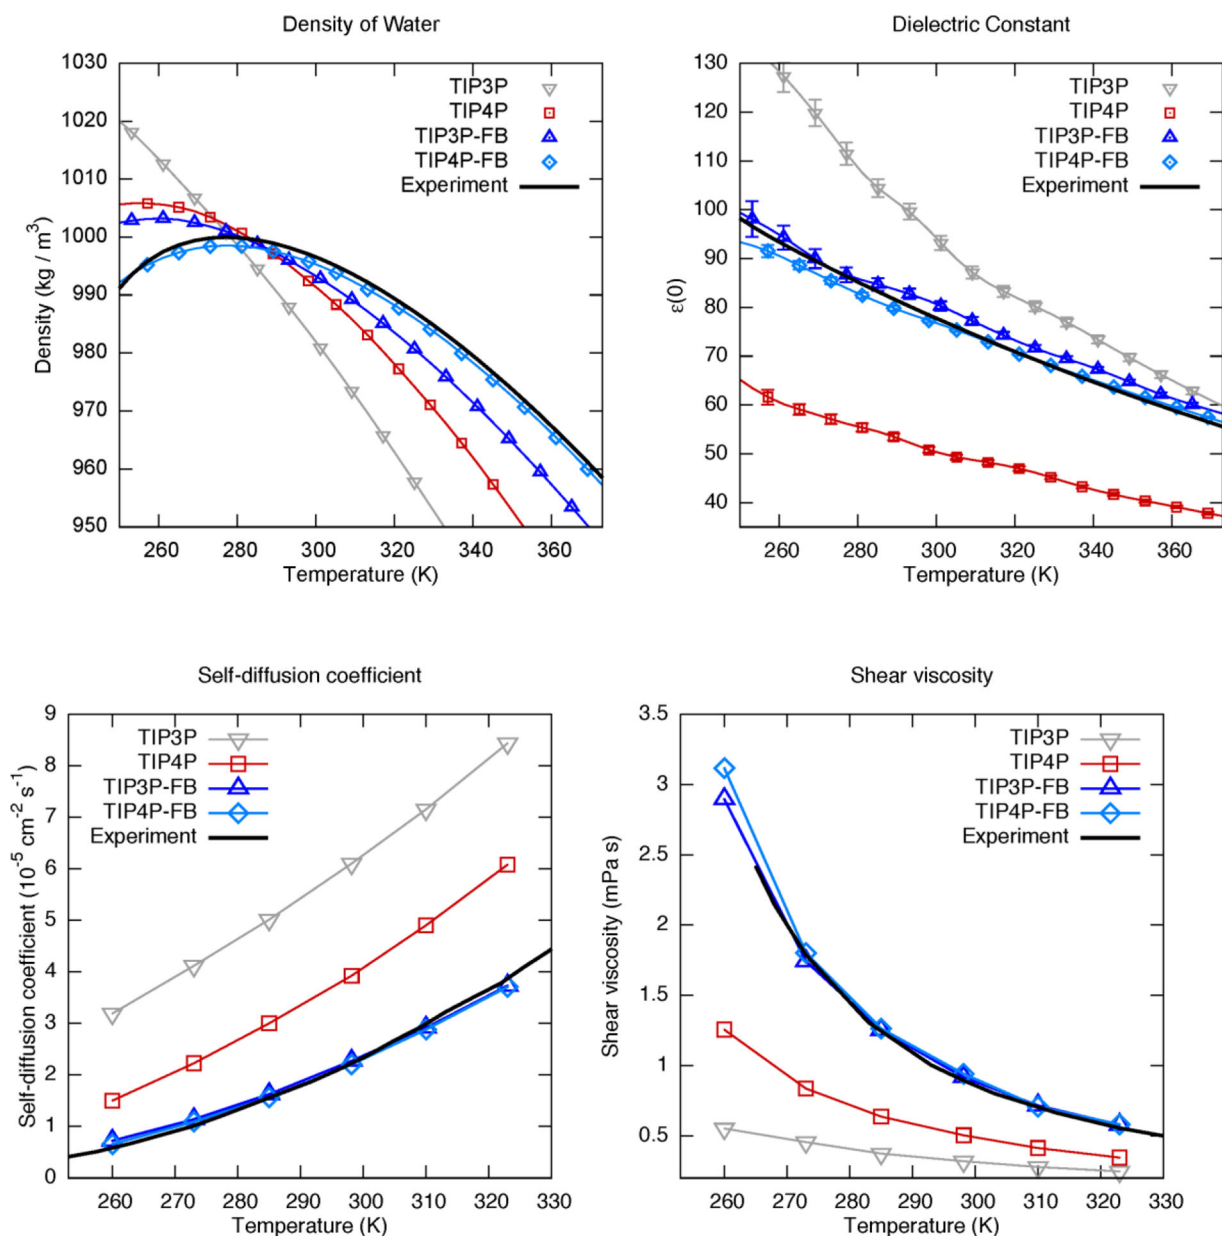 Density of Water
1030
1020
1010
1000
990
980
970
960
950
Density (kg / m³)
TIP3P
TIP4P
TIP3P-FB
TIP4P-FB
Experiment
260 280 300 320 340 360
Temperature (K)
Dielectric Constant
130
120
110
100
90
80
70
60
50
40
ε(0)
TIP3P
TIP4P
TIP3P-FB
TIP4P-FB
Experiment
260 280 300 320 340 360
Temperature (K)
Self-diffusion coefficient
9
8
7
6
5
4
3
2
1
0
Self-diffusion coefficient (10⁻⁵ cm⁻² s⁻¹)
TIP3P
TIP4P
TIP3P-FB
TIP4P-FB
Experiment
260 270 280 290 300 310 320 330
Temperature (K)
Shear viscosity
3.5
3
2.5
2
1.5
1
0.5
Shear viscosity (mPa s)
TIP3P
TIP4P
TIP3P-FB
TIP4P-FB
Experiment
260 270 280 290 300 310 320 330
Temperature (K)